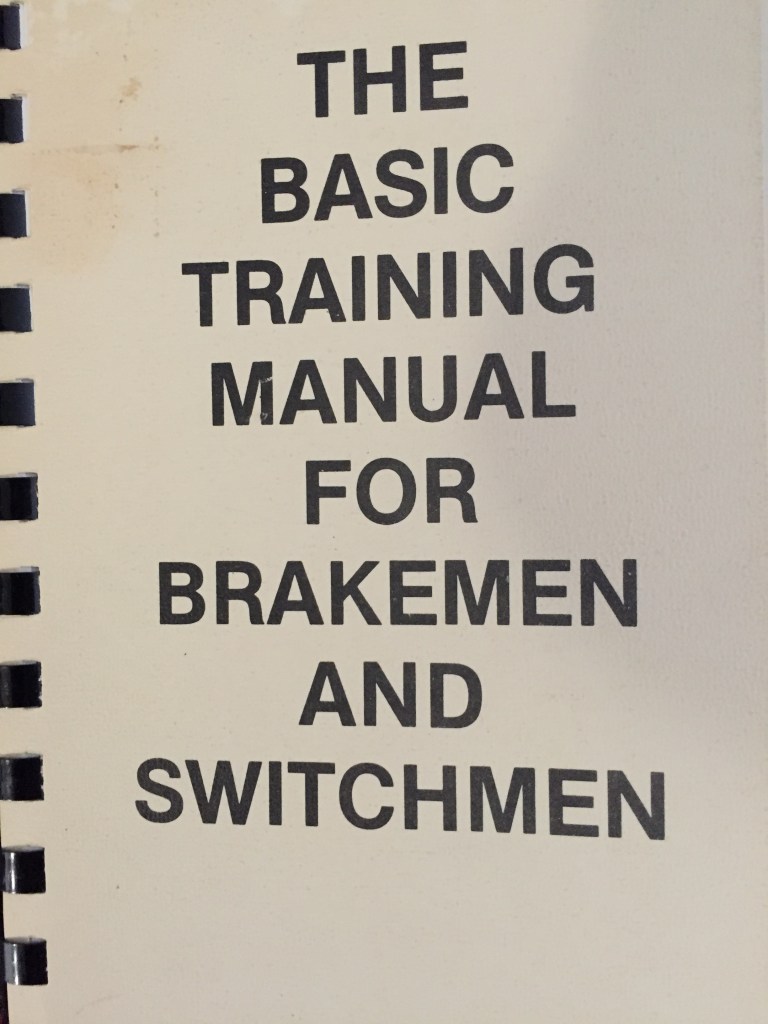 THE
BASIC
TRAINING
MANUAL
FOR
BRAKEMEN
AND
SWITCHMEN